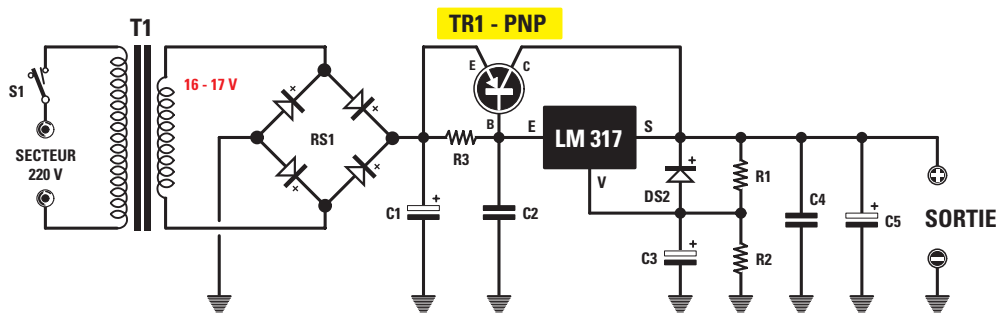 T1
TR1 - PNP
S1
16 - 17 V
E
C
B
RS1
R3
E
LM 317
S
V
SECTEUR
220 V
DS2
R1
C1
+
C2
C3
+
R2
C4
+
C5
+
SORTIE